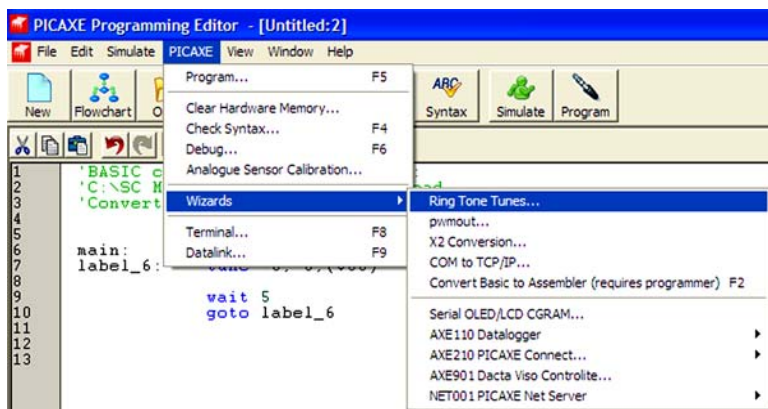 PICAXE Programming Editor - [Untitled:2]
File Edit Simulate PICAXE View Window Help
New Flowchart Syntax Simulate Program
Program... F5
Clear Hardware Memory...
Check Syntax... F4
Debug... F6
Analogue Sensor Calibration...
Wizards
Terminal... F8
Datalink... F9
Ring Tone Tunes...
pwmout...
X2 Conversion...
COM to TCP/IP...
Convert Basic to Assembler (requires programmer) F2
Serial OLED/LCD CGRAM...
AXE110 Datalogger
AXE210 PICAXE Connect...
AXE901 Dacta Viso Controlite...
NET001 PICAXE Net Server
1 'BASIC
2 'C:\SC
3 'Convert
4
5
6 main:
7 label_6:
8
9 wait 5
10 goto label_6
11
12
13